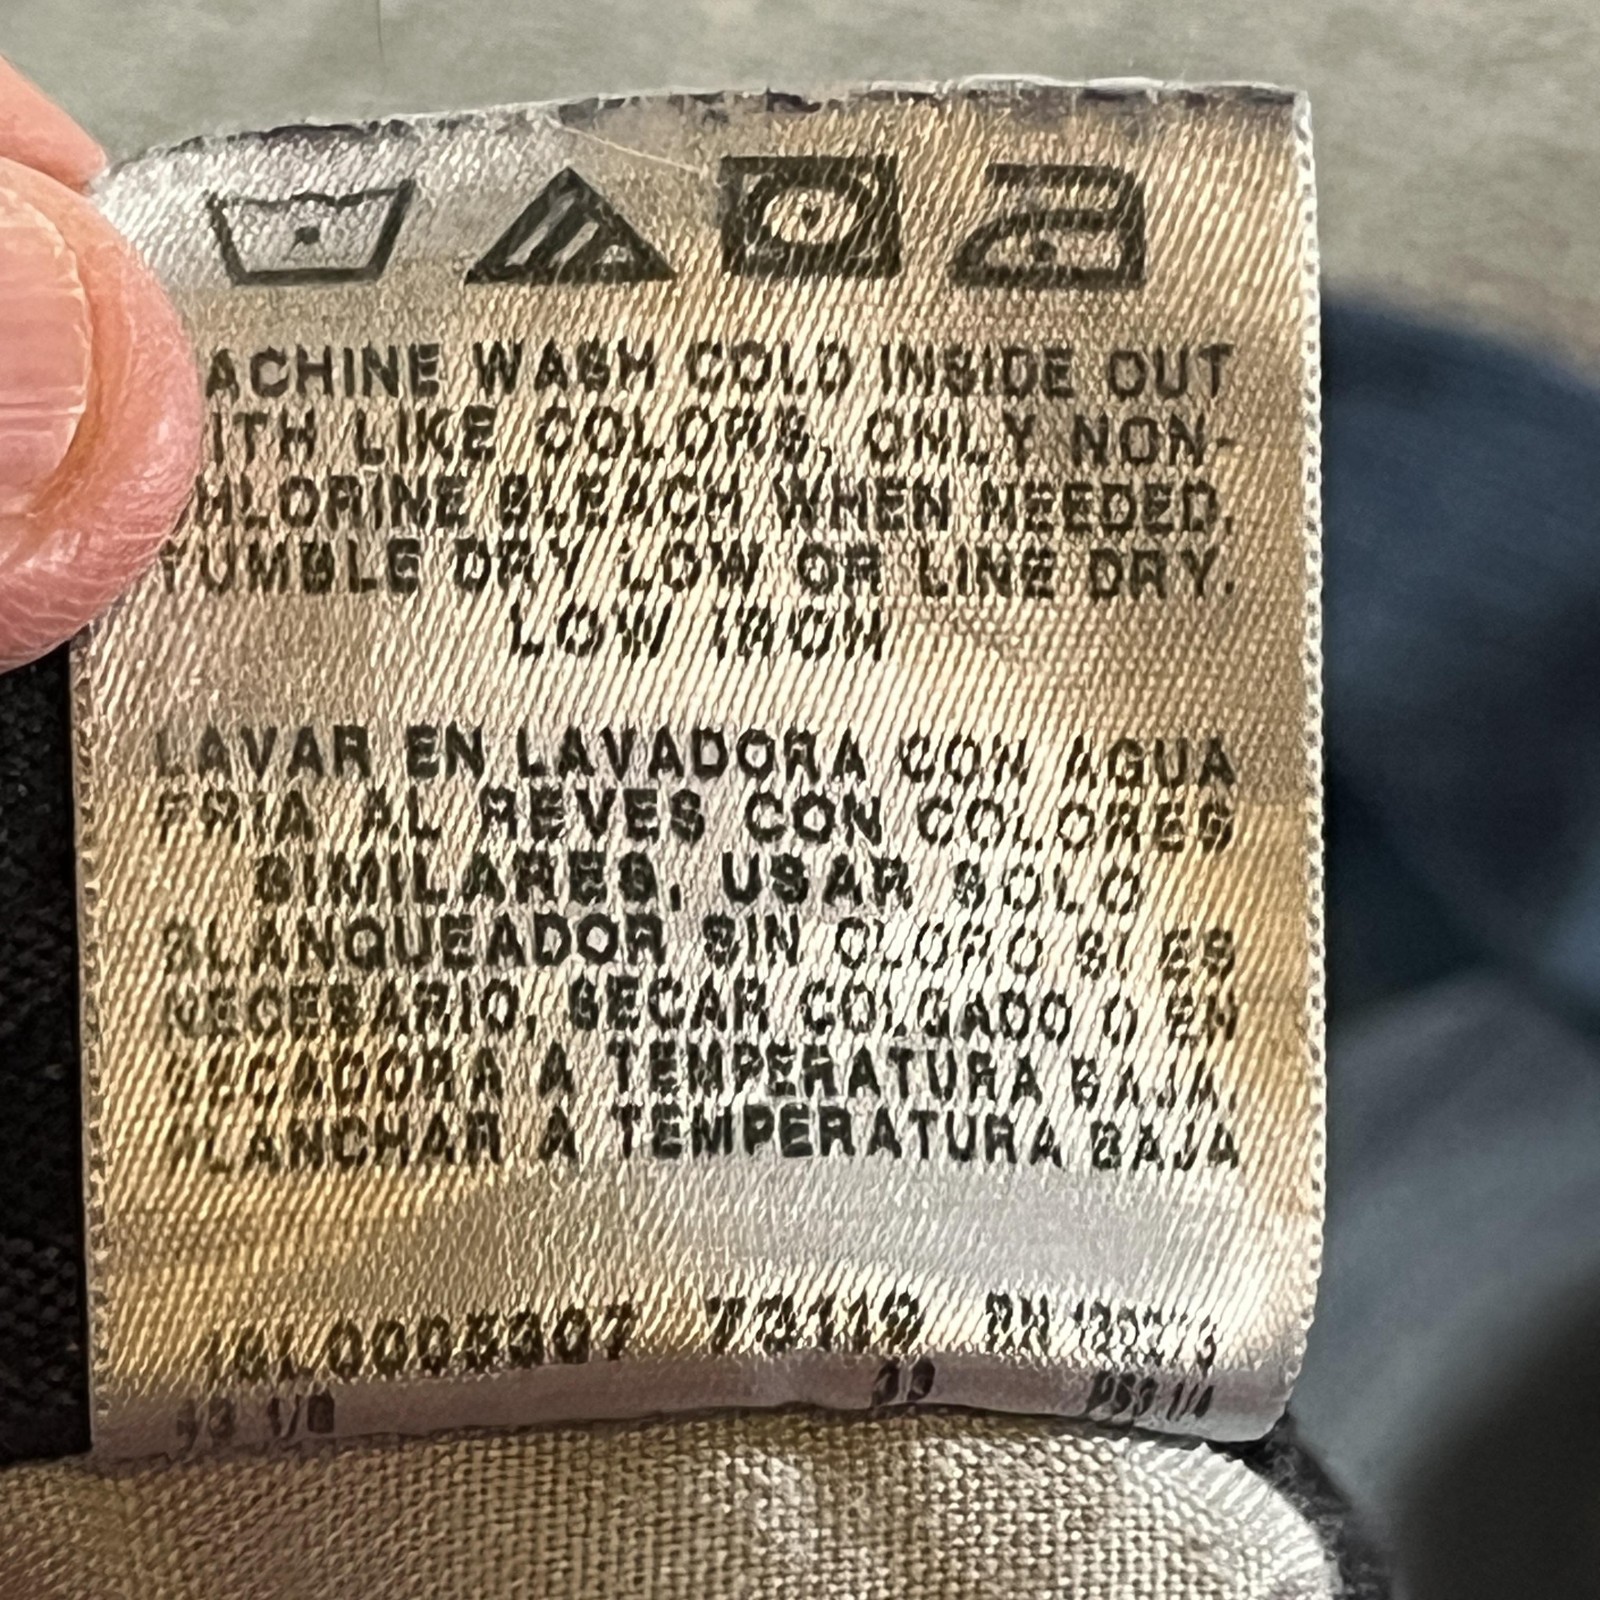 ACHINE WASH COLD INSIDE OUT
ITH LIKE COLORS, ONLY NON-
HLORINE BLEACH WHEN NEEDED,
TUMBLE DRY LOW OR LINE DRY.
LOW IRON
LAVAR EN LAVADORA CON AGUA
FRIA AL REVES CON COLORES
SIMILARES, USAR SOLO
BLANQUEADOR SIN CLORO SI ES
NECESARIO, SECAR COLGADO O EN
SECADORA A TEMPERATURA BAJA
PLANCHAR A TEMPERATURA BAJA